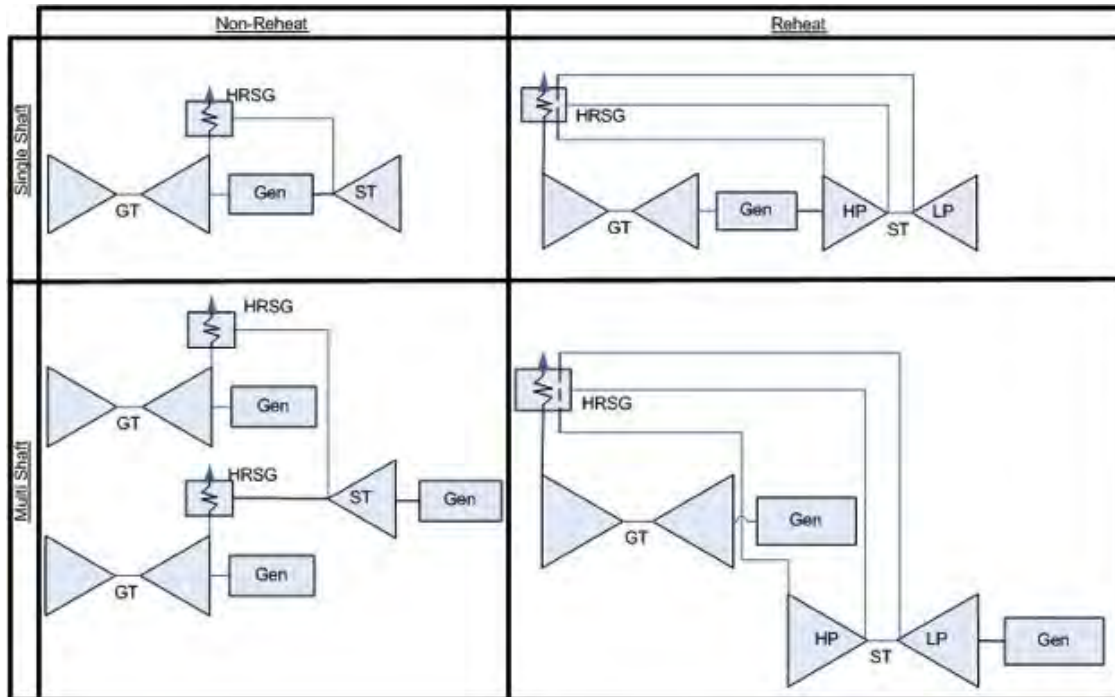 Non-Reheat
Reheat
Single Shaft
HRSG
GT
Gen
ST
HRSG
GT
Gen
HP
ST
LP
Multi Shaft
HRSG
GT
Gen
HRSG
ST
Gen
GT
Gen
HRSG
GT
Gen
HP
ST
LP
Gen